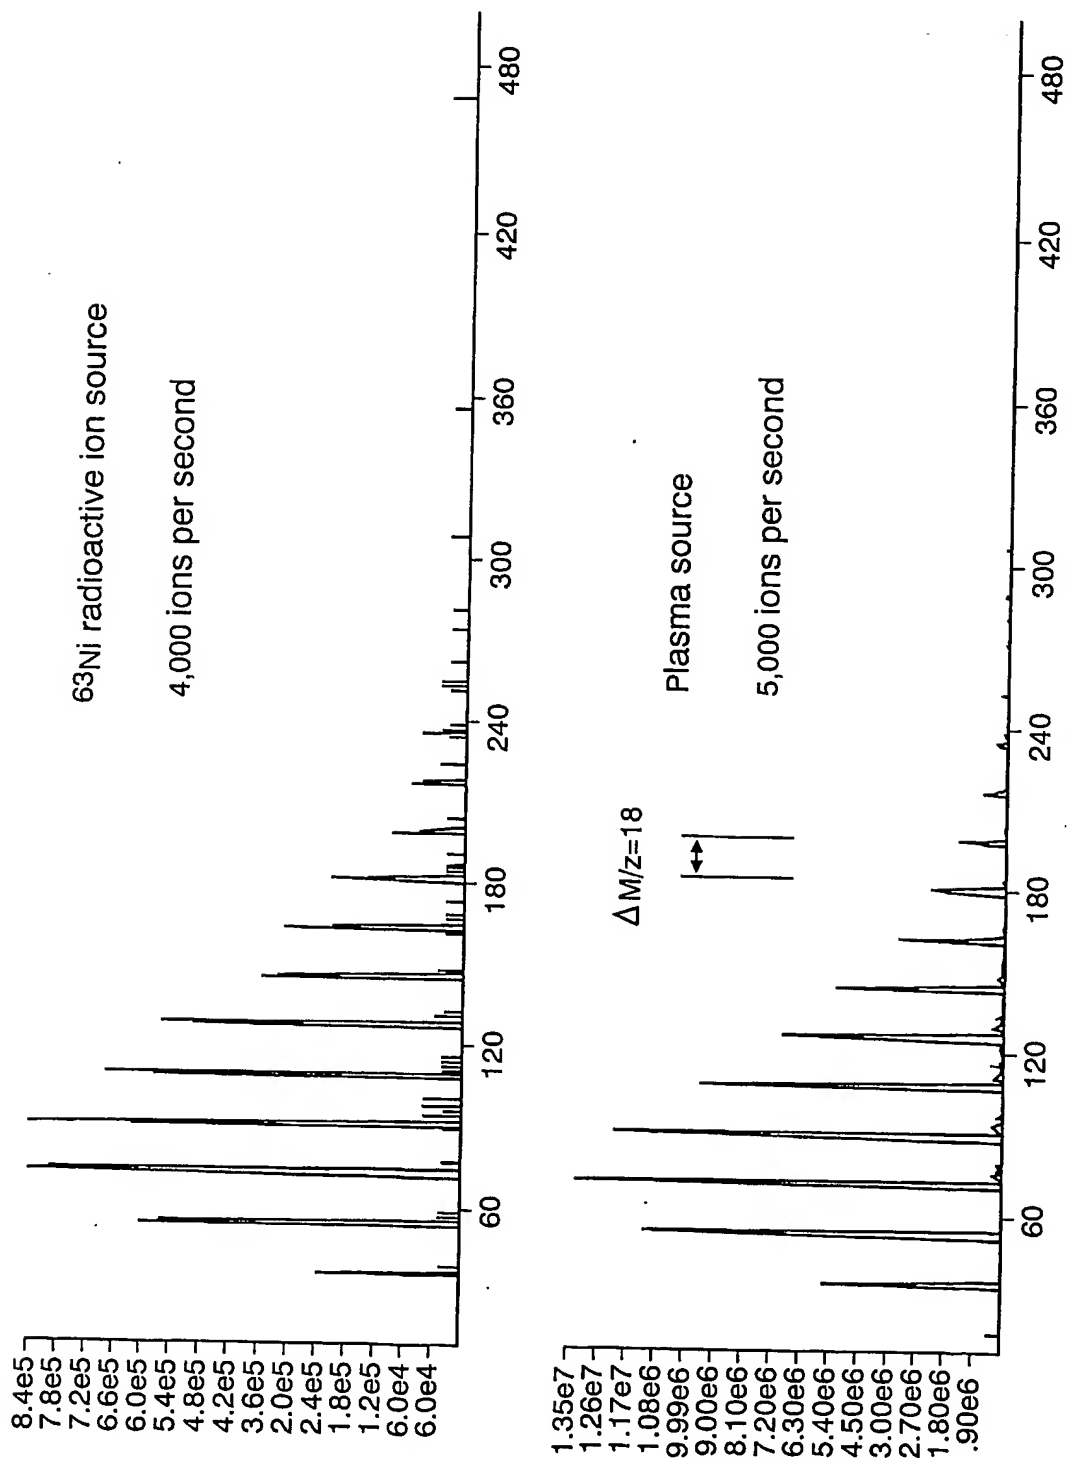 63Ni radioactive ion source
4,000 ions per second
8.4e5
7.8e5
7.2e5
6.6e5
6.0e5
5.4e5
4.8e5
4.2e5
3.6e5
2.0e5
2.4e5
1.8e5
1.2e5
6.0e4
6.0e4
60
120
180
240
300
360
420
480
Plasma source
5,000 ions per second
ΔM/z=18
1.35e7
1.26e7
1.17e7
1.08e6
9.99e6
9.00e6
8.10e6
7.20e6
6.30e6
5.40e6
4.50e6
3.00e6
2.70e6
1.80e6
.90e6
60
120
180
240
300
360
420
480